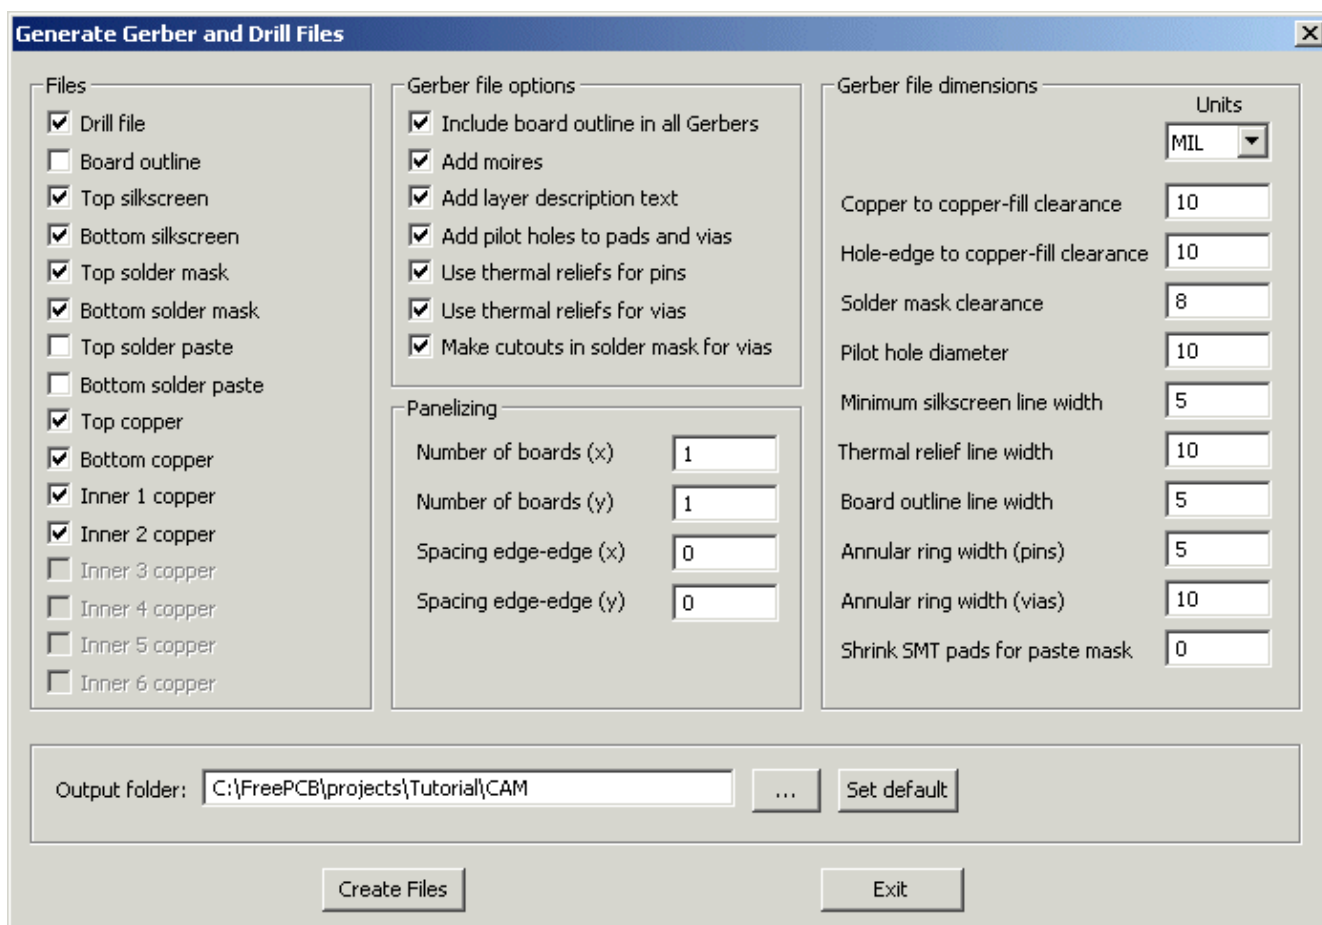 Generate Gerber and Drill Files
Files
Drill file
Board outline
Top silkscreen
Bottom silkscreen
Top solder mask
Bottom solder mask
Top solder paste
Bottom solder paste
Top copper
Bottom copper
Inner 1 copper
Inner 2 copper
Inner 3 copper
Inner 4 copper
Inner 5 copper
Inner 6 copper
Gerber file options
Include board outline in all Gerbers
Add moires
Add layer description text
Add pilot holes to pads and vias
Use thermal reliefs for pins
Use thermal reliefs for vias
Make cutouts in solder mask for vias
Panelizing
Number of boards (x) 1
Number of boards (y) 1
Spacing edge-edge (x) 0
Spacing edge-edge (y) 0
Gerber file dimensions
Units
MIL
Copper to copper-fill clearance 10
Hole-edge to copper-fill clearance 10
Solder mask clearance 8
Pilot hole diameter 10
Minimum silkscreen line width 5
Thermal relief line width 10
Board outline line width 5
Annular ring width (pins) 5
Annular ring width (vias) 10
Shrink SMT pads for paste mask 0
Output folder: C:\FreePCB\projects\Tutorial\CAM ... Set default
Create Files Exit